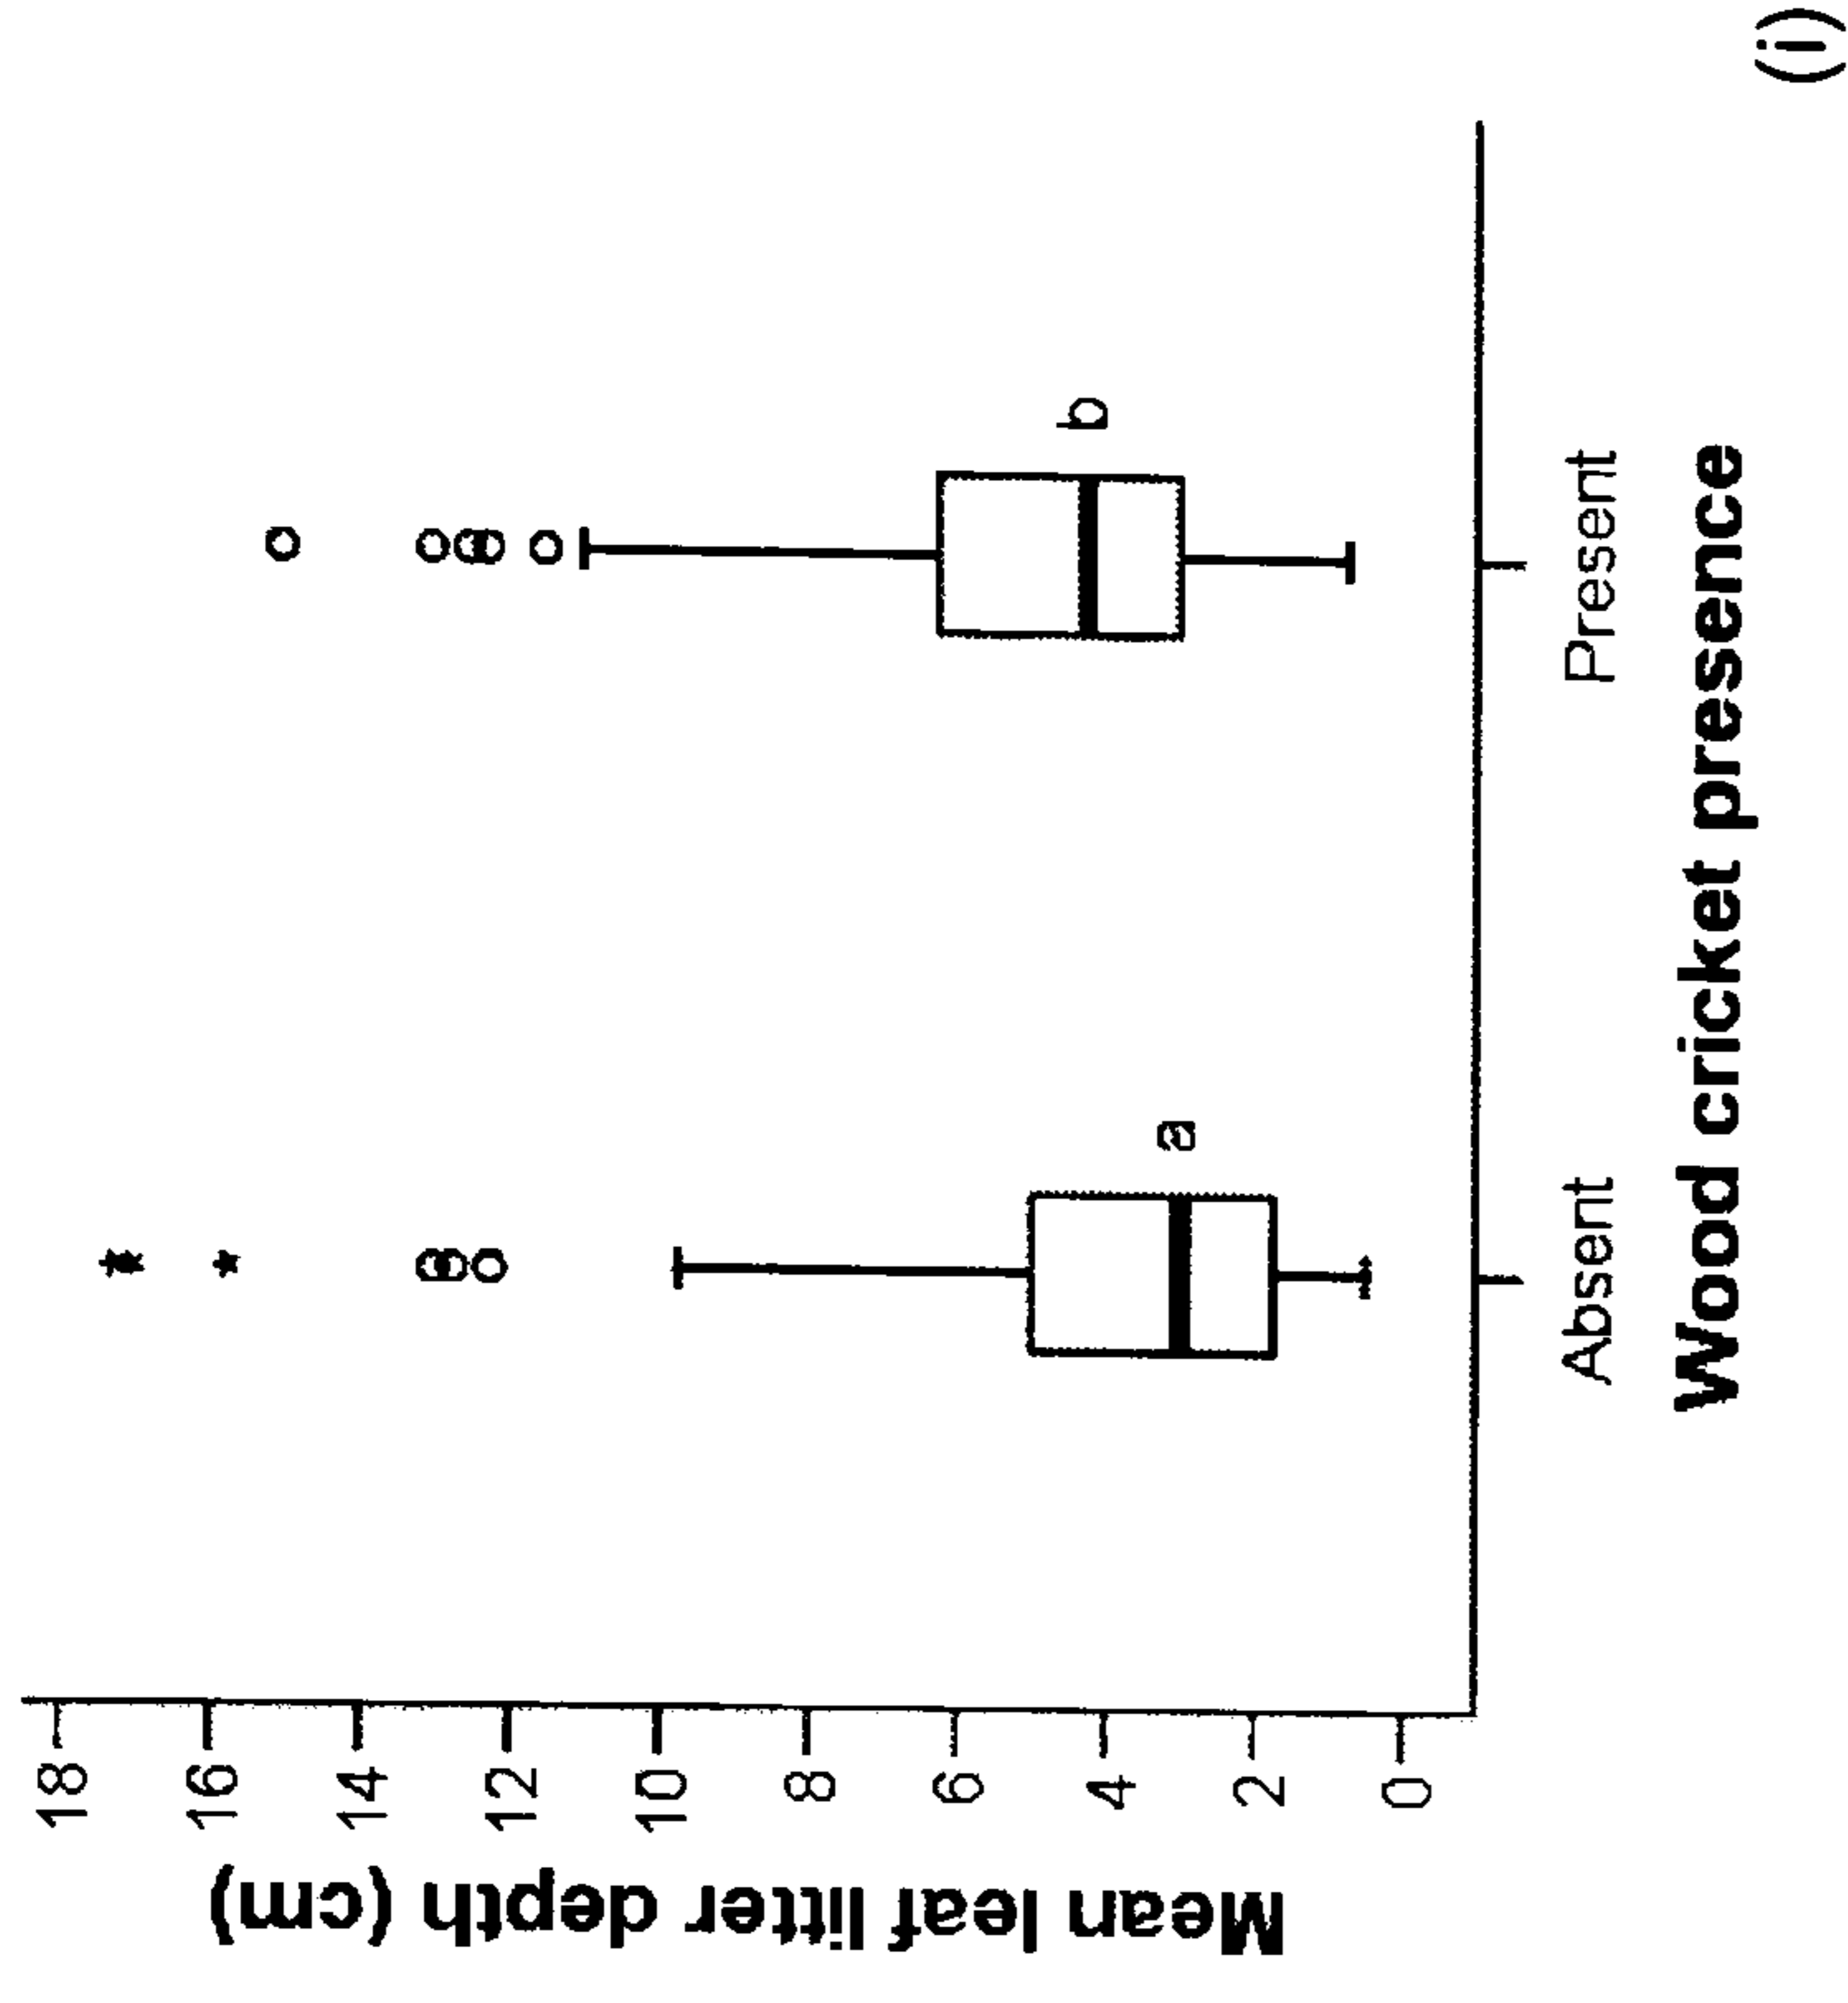 Mean leaf litter depth (cm)
18
16
14
12
10
8
6
4
2
0
a
b
Absent
Present
Wood cricket presence
(i)